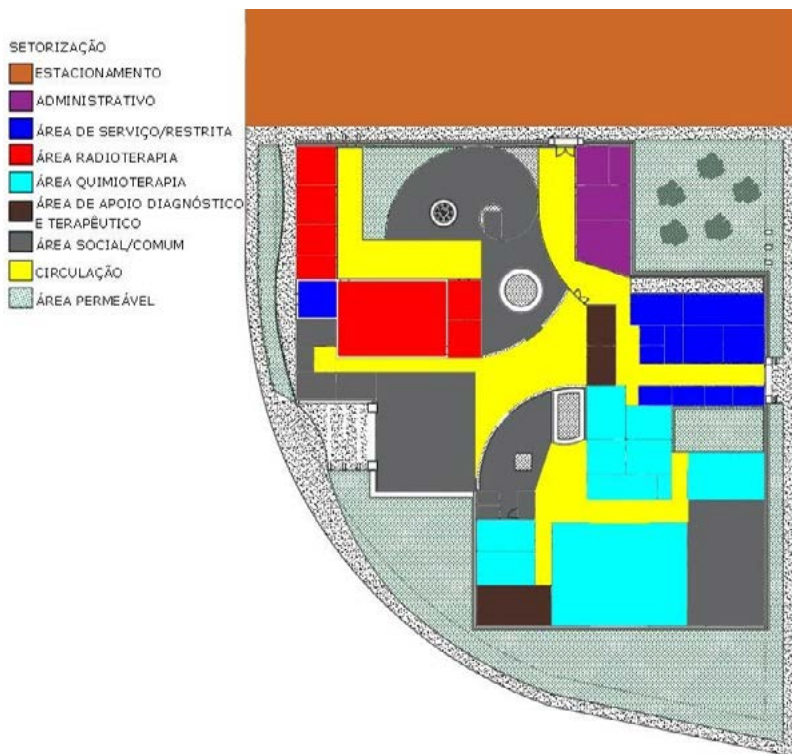 SETORIZAÇÃO
ESTACIONAMENTO
ADMINISTRATIVO
ÁREA DE SERVIÇO/RESTRITA
ÁREA RADIOTERAPIA
ÁREA QUIMIOTERAPIA
ÁREA DE APOIO DIAGNÓSTICO
E TERAPÊUTICO
ÁREA SOCIAL/COMUM
CIRCULAÇÃO
ÁREA PERMEÁVEL